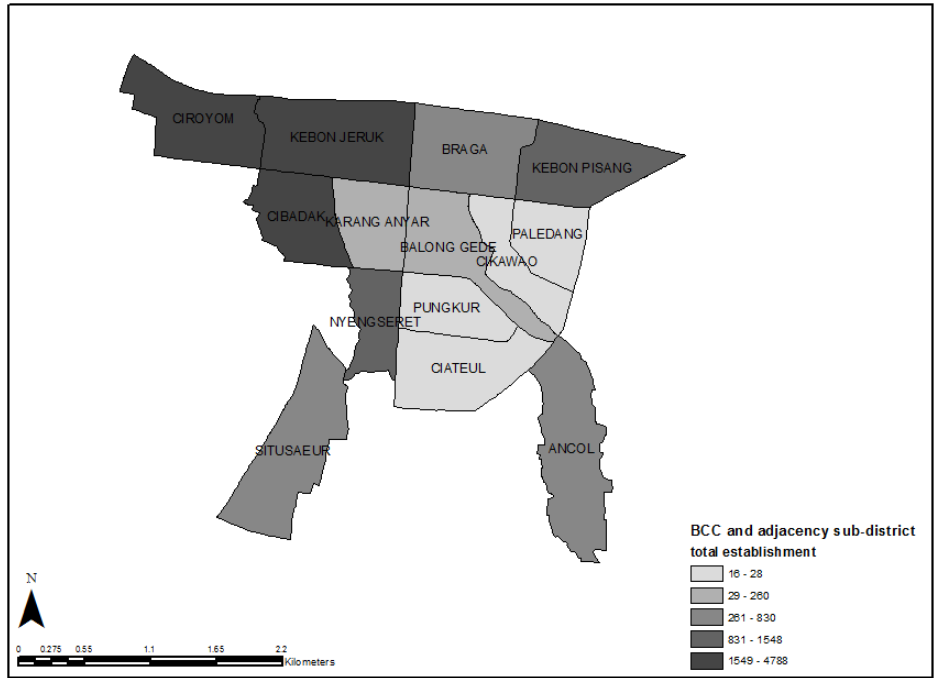 CIROYOM
KEBON JERUK
BRAGA
KEBON PISANG
CIBADAK
KARANG ANYAR
BALONG GEDE
PALEDANG
CIKAWAO
PUNGKUR
NYENGSERET
CIATEUL
SITUSAEUR
ANCOL
BCC and adjacency sub-district
total establishment
16 - 28
29 - 260
261 - 830
831 - 1548
1549 - 4788
N
0 0.275 0.55 1.1 1.65 2.2
Kilometers